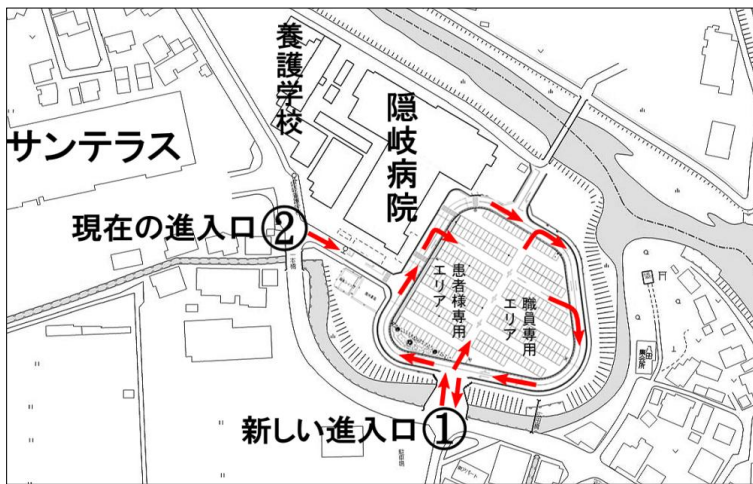 養護学校
隠岐病院
サンテラス
現在の進入口②
患者様専用
エリア
職員専用
エリア
新しい進入口①